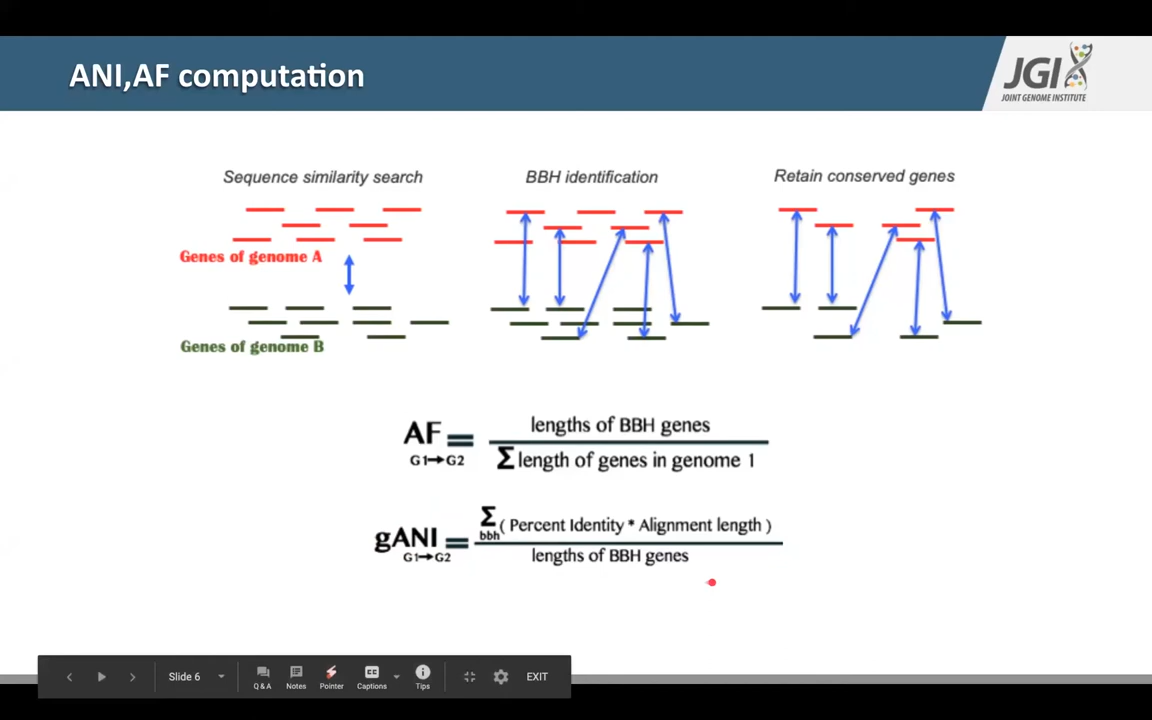 ANI,AF computation
JGI
JOINT GENOME INSTITUTE
Sequence similarity search
BBH identification
Retain conserved genes
Genes of genome A
Genes of genome B
AF = lengths of BBH genes
G1→G2 Σ length of genes in genome 1
gANI = Σ bbh ( Percent Identity * Alignment length )
G1→G2 lengths of BBH genes
Slide 6
Q & A
Notes
Pointer
CC
Captions
Tips
EXIT